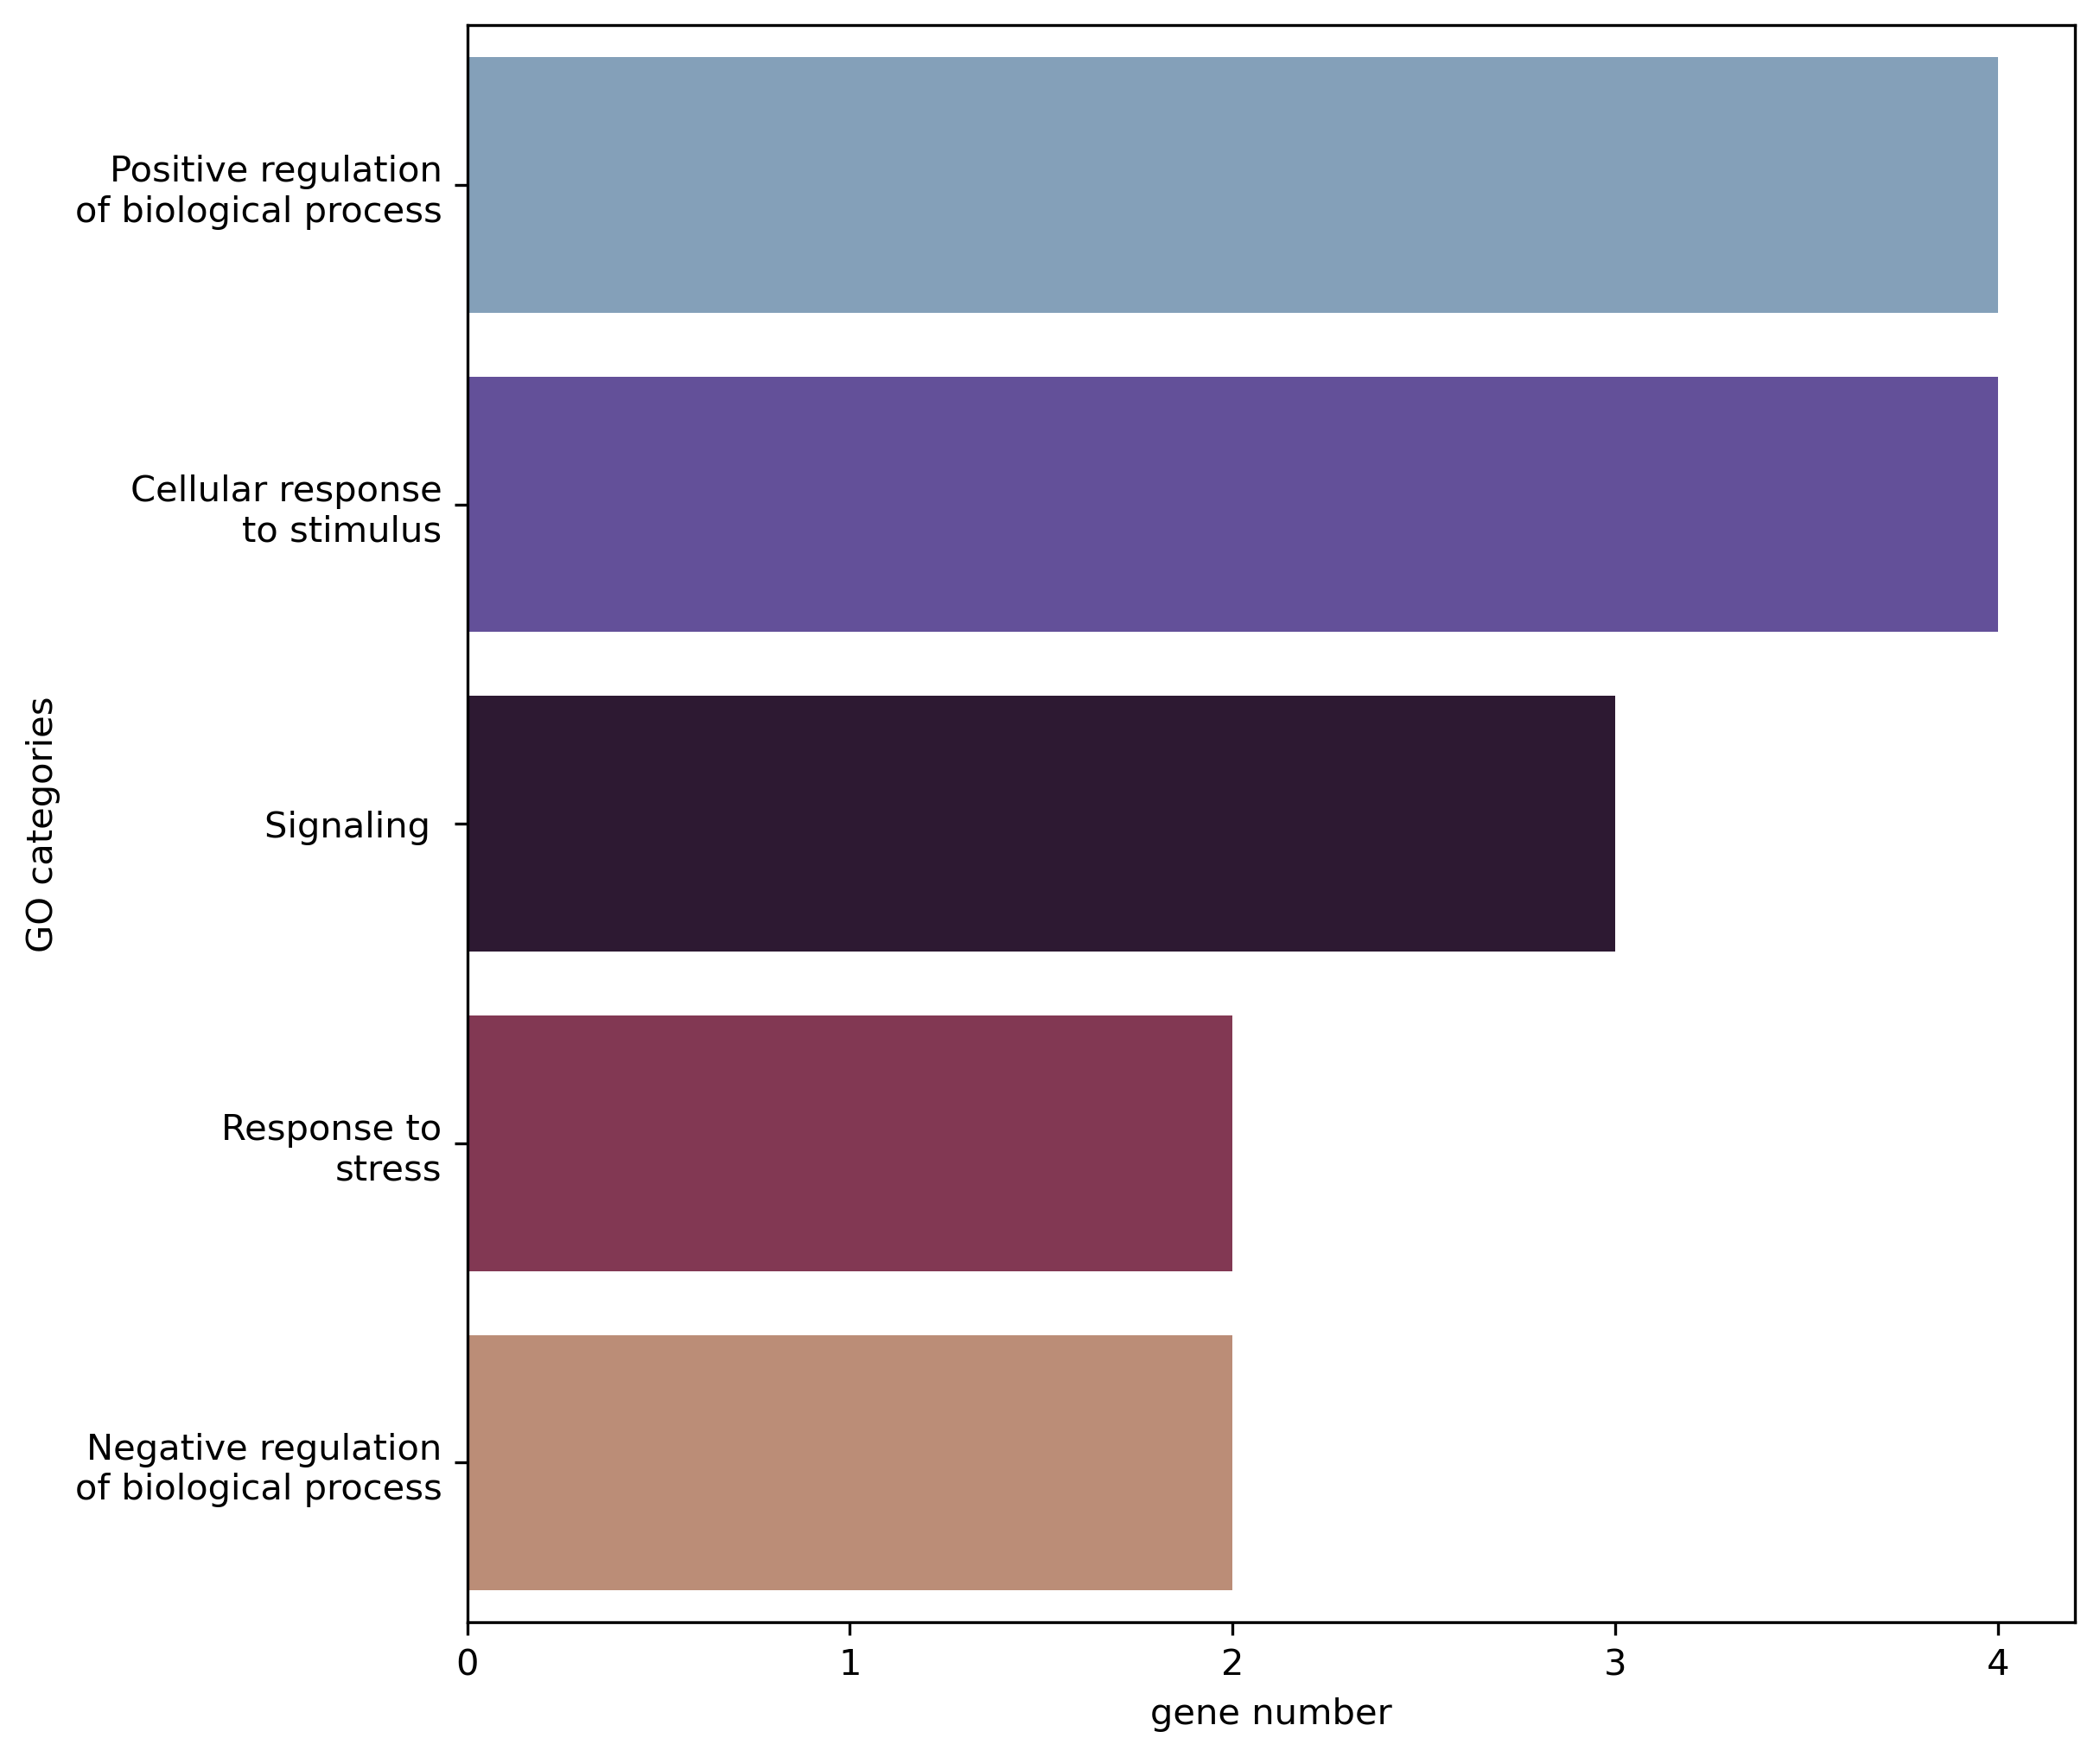 Positive regulation
of biological process
Cellular response
to stimulus
Signaling
Response to
stress
Negative regulation
of biological process
GO categories
0 1 2 3 4
gene number